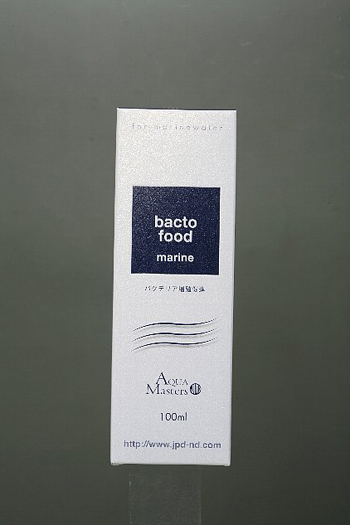 for marinewater
bacto
food
marine
バクテリア増殖促進
AQUA
Masters
100ml
http://www.jpd-nd.com